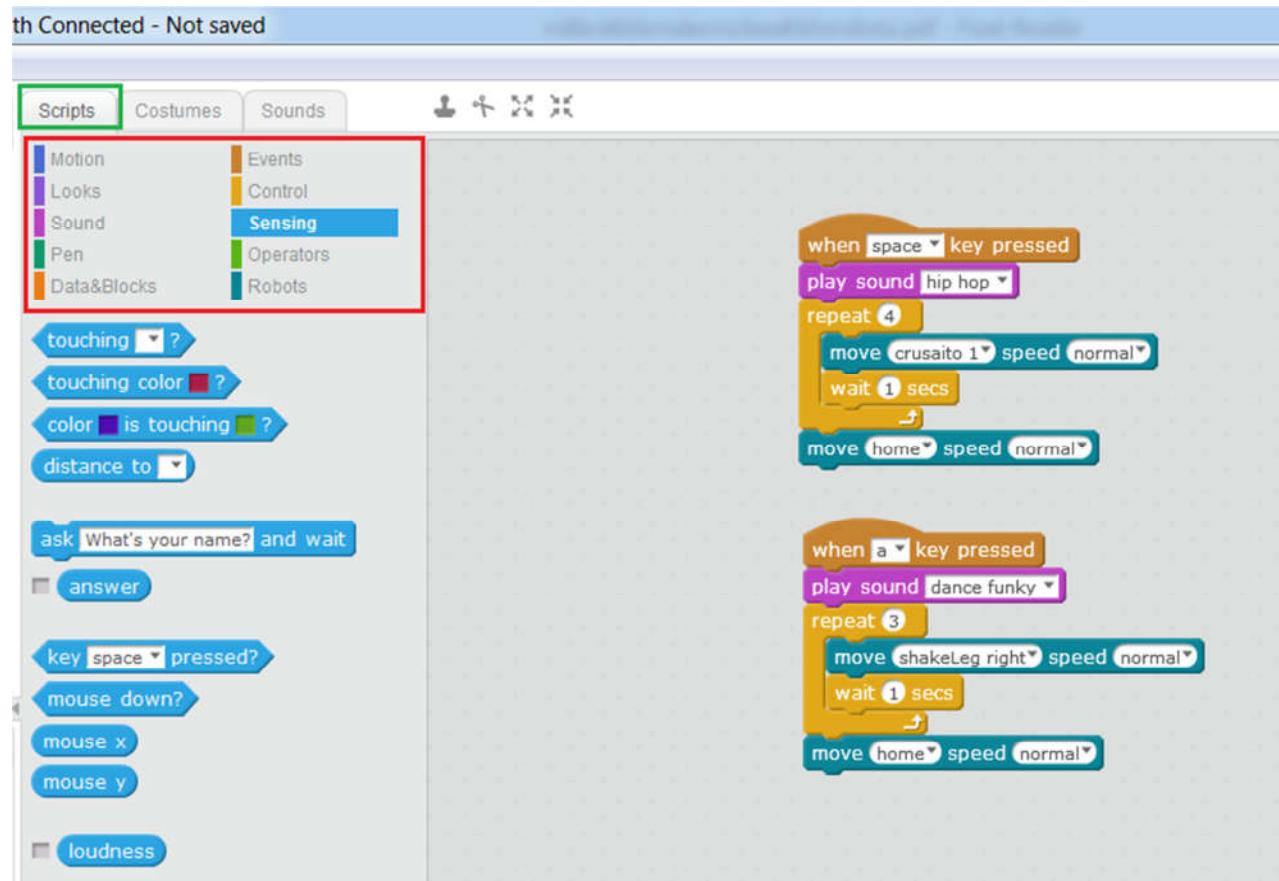 th Connected - Not saved
Scripts Costumes Sounds
Motion Events
Looks Control
Sound Sensing
Pen Operators
Data&Blocks Robots
touching ?
touching color ?
color is touching ?
distance to
ask What's your name? and wait
answer
key space pressed?
mouse down?
mouse x
mouse y
loudness
when space key pressed
play sound hip hop
repeat 4
move crusaito 1 speed normal
wait 1 secs
move home speed normal
when a key pressed
play sound dance funky
repeat 3
move shakeLeg right speed normal
wait 1 secs
move home speed normal